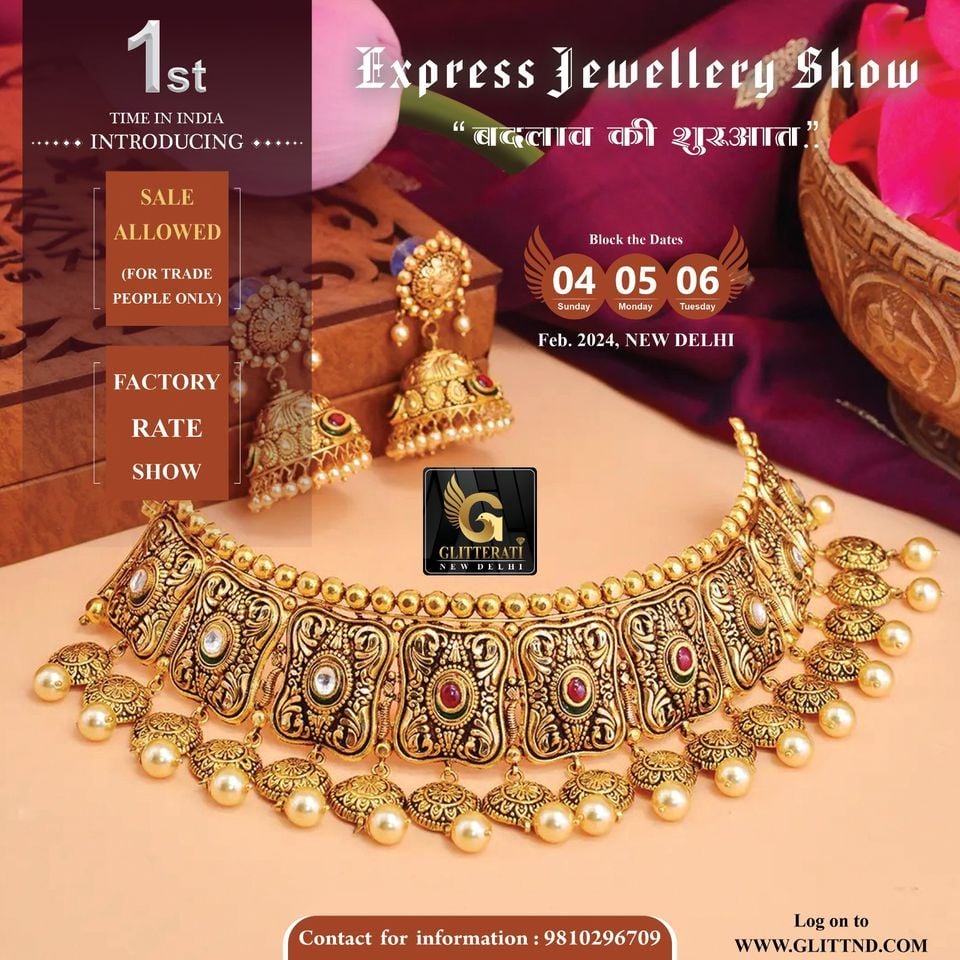 1st
TIME IN INDIA
INTRODUCING
SALE
ALLOWED
(FOR TRADE
PEOPLE ONLY)
FACTORY
RATE
SHOW
Express Jewellery Show
“बदलाव की शुरुआत..”
Block the Dates
04 05 06
Sunday Monday Tuesday
Feb. 2024, NEW DELHI
G
GLITTERATI
NEW DELHI
Contact for information : 9810296709
Log on to
WWW.GLITTND.COM